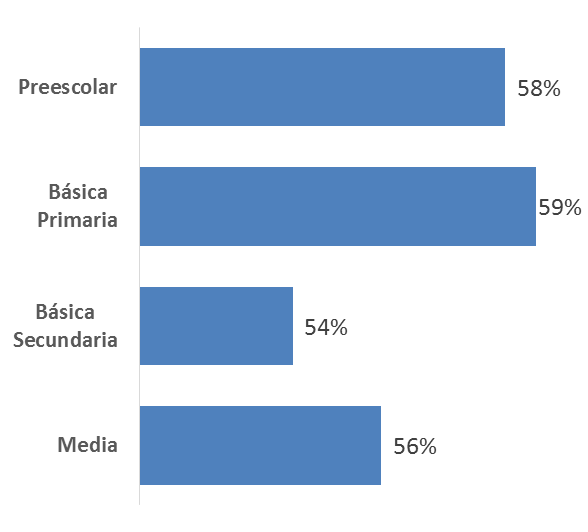 Preescolar
58%
Básica
Primaria
59%
Básica
Secundaria
54%
Media
56%